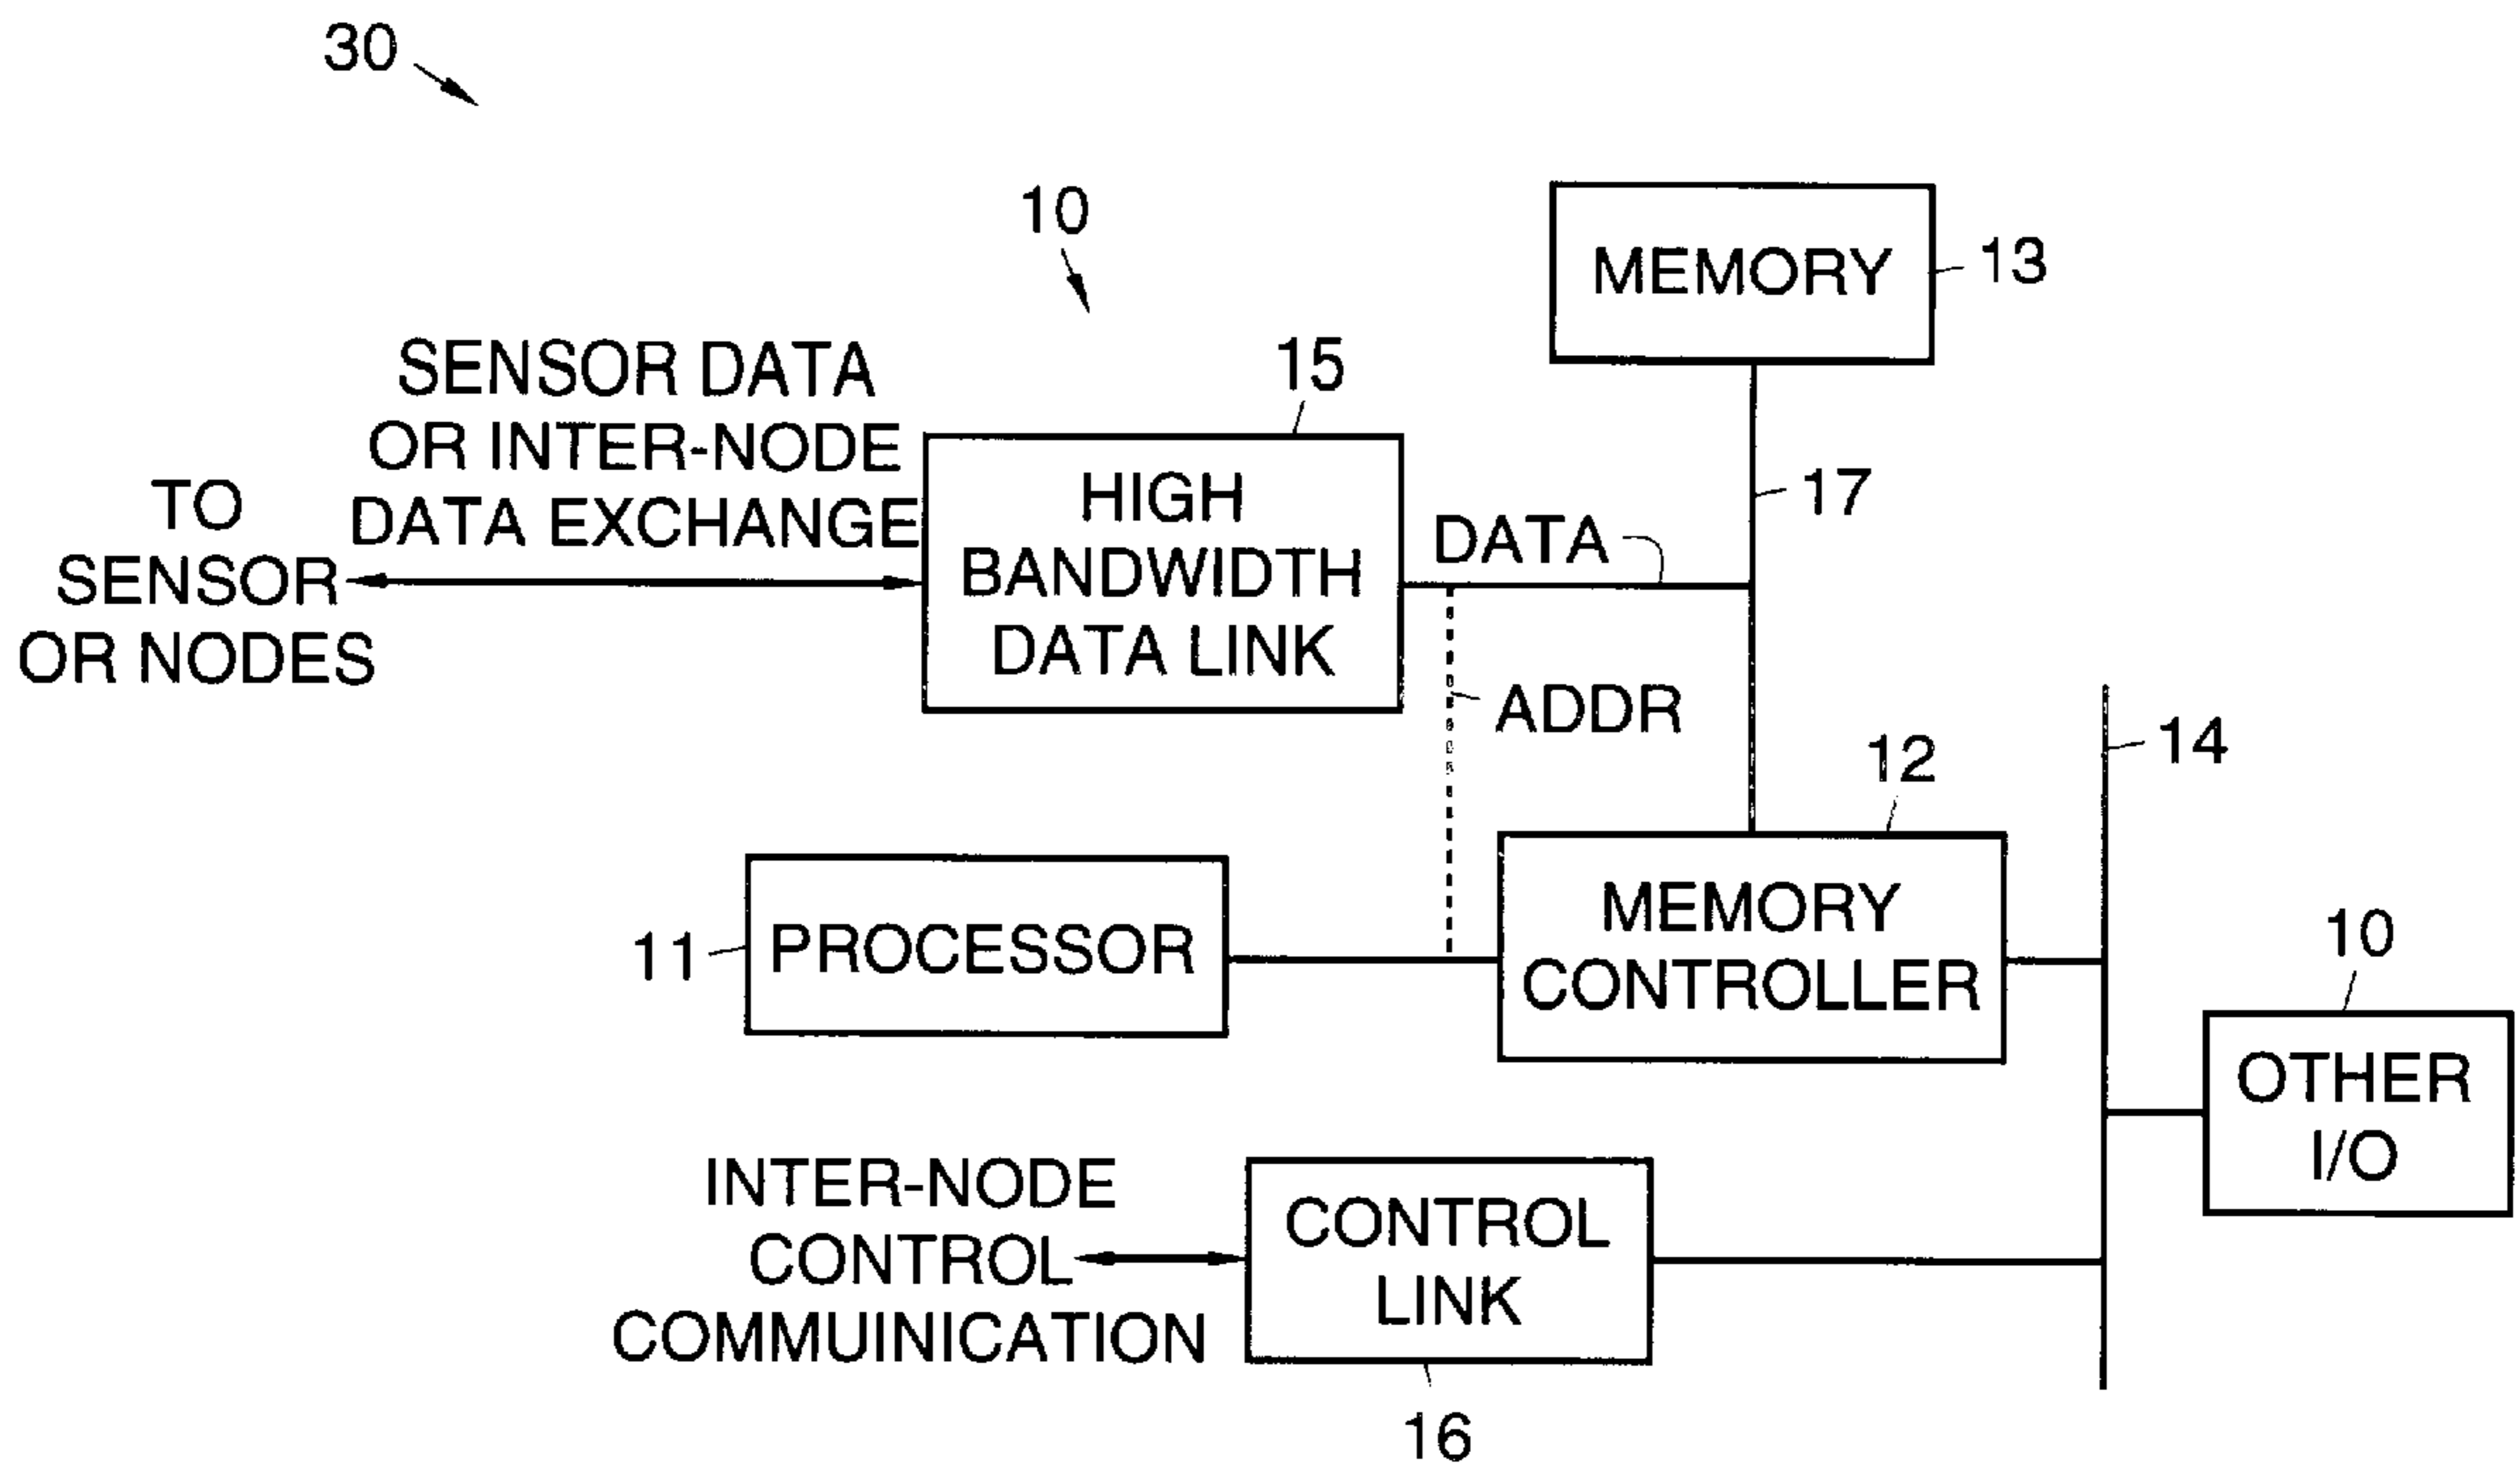 30
10
MEMORY
13
SENSOR DATA
OR INTER-NODE
DATA EXCHANGE
TO
SENSOR
OR NODES
15
HIGH
BANDWIDTH
DATA LINK
DATA
17
ADDR
12
14
PROCESSOR
11
MEMORY
CONTROLLER
10
OTHER
I/O
INTER-NODE
CONTROL
COMMUINICATION
CONTROL
LINK
16